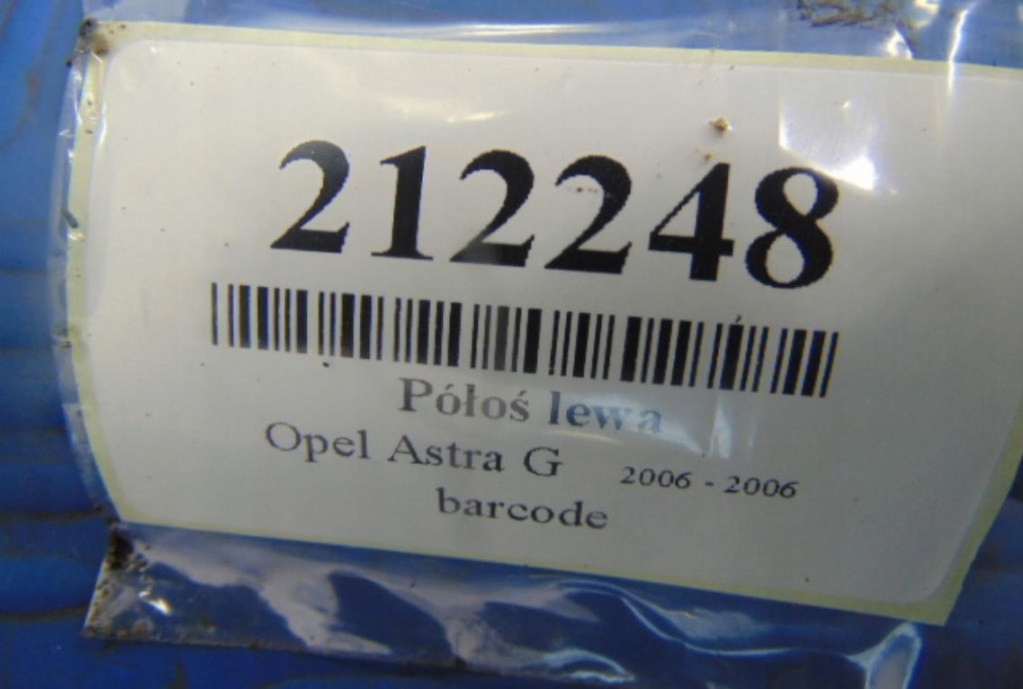 212248
Półoś lewa
Opel Astra G 2006 - 2006
barcode